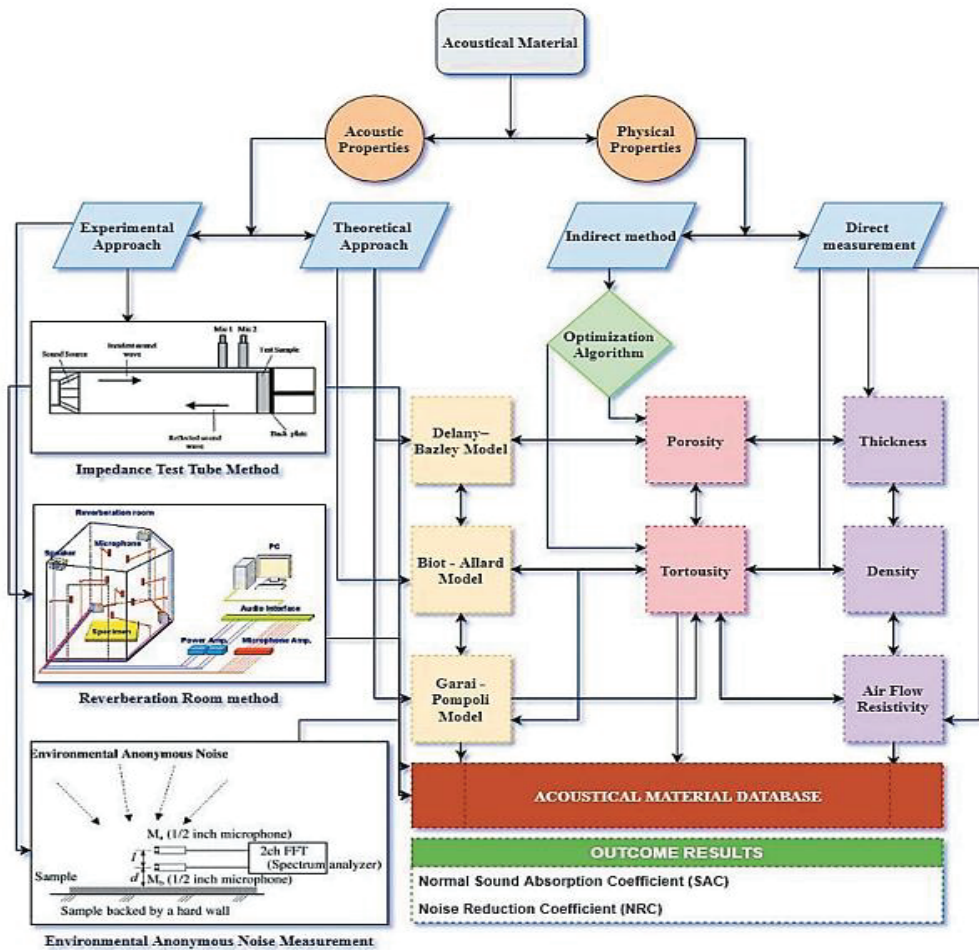 Acoustical Material
Acoustic
Properties
Physical
Properties
Experimental
Approach
Theoretical
Approach
Indirect method
Direct
measurement
Optimization
Algorithm
Mic 1 Mic 2
Incident sound
wave
Test Sample
Sound Source
Reflected sound
wave
Back plate
Impedance Test Tube Method
Delany–
Bazley Model
Porosity
Thickness
Reverberation room
Microphone
Speaker
PC
Audio Interface
Specimen
Power Amp.
Microphone Amp.
Reverberation Room method
Biot - Allard
Model
Tortousity
Density
Garai -
Pompoli
Model
Air Flow
Resistivity
Environmental Anonymous Noise
Ma (1/2 inch microphone)
2ch FFT
(Spectrum analyzer)
l
d
Sample
Mb (1/2 inch microphone)
Sample backed by a hard wall
Environmental Anonymous Noise Measurement
ACOUSTICAL MATERIAL DATABASE
OUTCOME RESULTS
Normal Sound Absorption Coefficient (SAC)
Noise Reduction Coefficient (NRC)